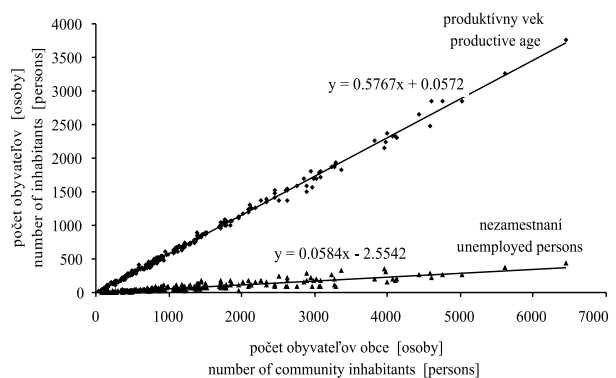 produktívny vek
productive age
y = 0.5767x + 0.0572
nezamestnaní
unemployed persons
y = 0.0584x - 2.5542
počet obyvateľov [osoby]
number of inhabitants [persons]
4000
3500
3000
2500
2000
1500
1000
500
0
0 1000 2000 3000 4000 5000 6000 7000
počet obyvateľov obce [osoby]
number of community inhabitants [persons]